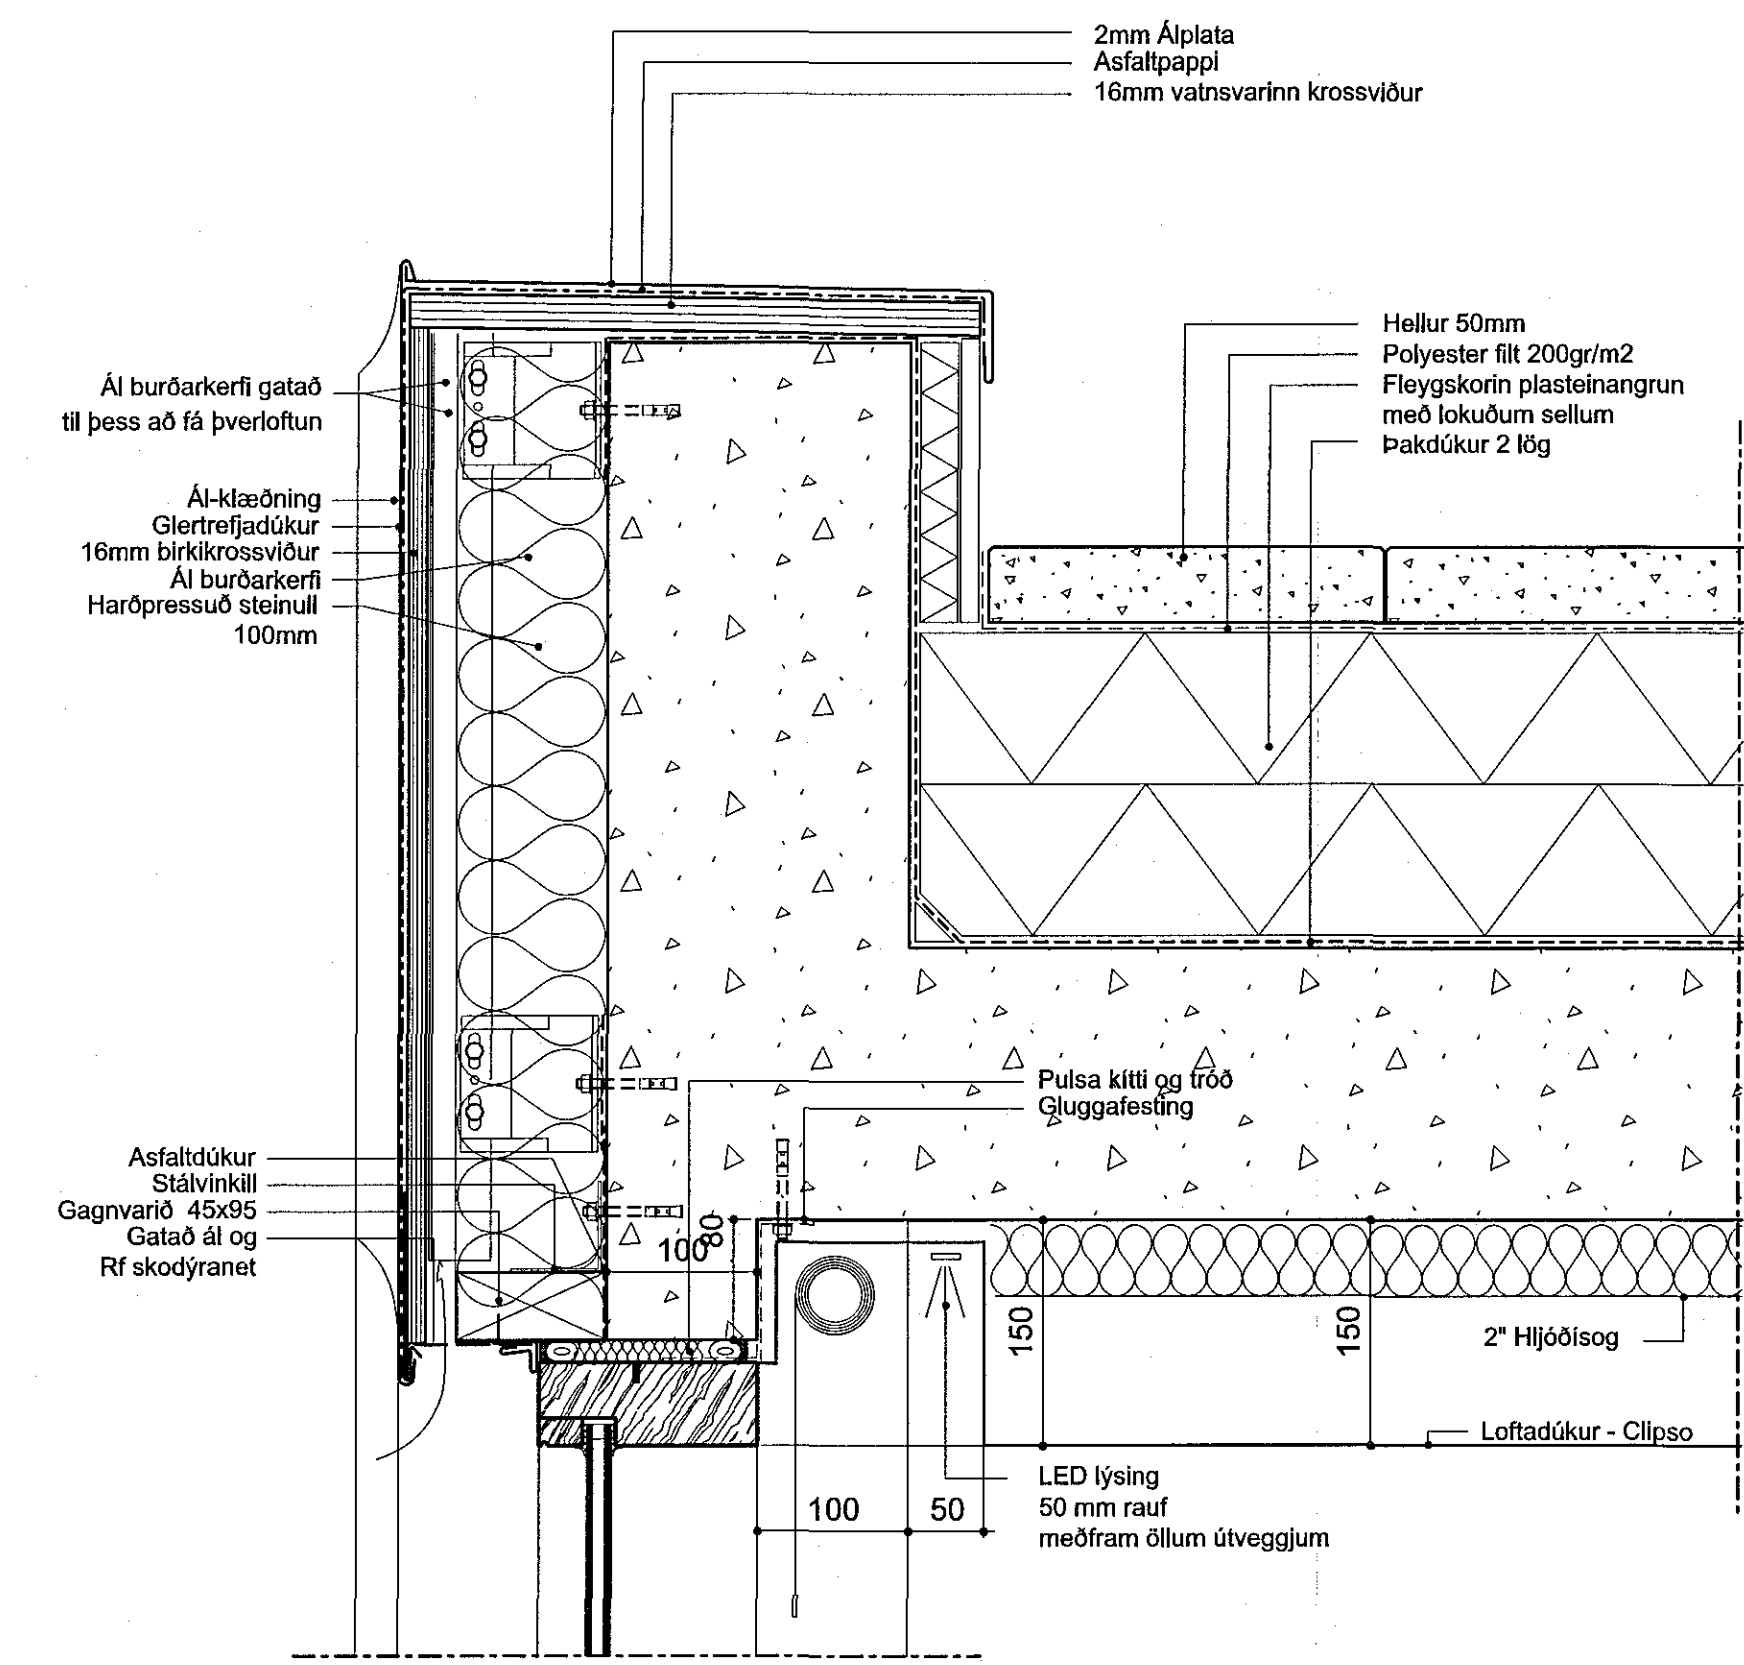 2mm Álplata
Asfaltpappi
16mm vatnsvarinn krossviður
Hellur 50mm
Polyester filt 200gr/m2
Fleygskorin plasteinangrun
með lokuðum sellum
Þakdúkur 2 lög
Ál burðarkerfi gatað
til þess að fá þverloftun
Ál-klæðning
Glertrefjadúkur
16mm birkikrossviður
Ál burðarkerfi
Harðpressuð steinull
100mm
Pulsa kítti og tróð
Gluggafesting
Asfaltdúkur
Stálvinkill
Gagnvarið 45x95
Gatað ál og
Rf skodýranet
100
80
150
150
2" Hljóðísog
Loftadúkur - Clipso
LED lýsing
50 mm rauf
meðfram öllum útveggjum
100
50